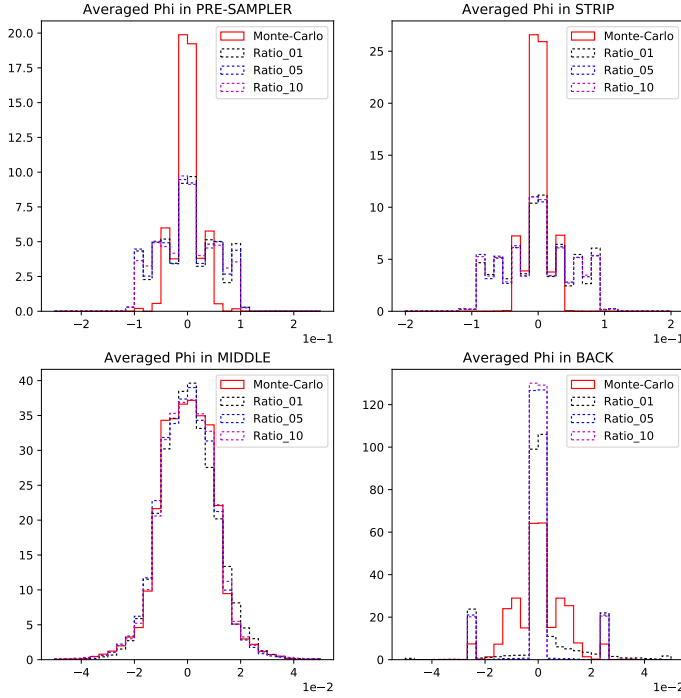 Averaged Phi in PRE-SAMPLER
20.0
17.5
15.0
12.5
10.0
7.5
5.0
2.5
0.0
−2
−1
0
1
2
1e−1
Monte-Carlo
Ratio_01
Ratio_05
Ratio_10
Averaged Phi in STRIP
25
20
15
10
5
0
−2
−1
0
1
2
1e−1
Monte-Carlo
Ratio_01
Ratio_05
Ratio_10
Averaged Phi in MIDDLE
40
35
30
25
20
15
10
5
0
−4
−2
0
2
4
1e−2
Monte-Carlo
Ratio_01
Ratio_05
Ratio_10
Averaged Phi in BACK
120
100
80
60
40
20
0
−4
−2
0
2
4
1e−2
Monte-Carlo
Ratio_01
Ratio_05
Ratio_10